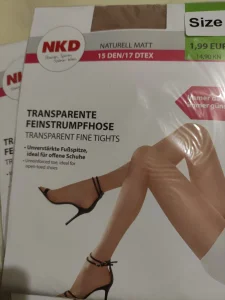 Size
NKD
NATURELL MATT
15 DEN/17 DTEX
1,99 EUR
NKD
TRANSPARENTE
FEINSTRUMPFHOSE
TRANSPARENT FINE TIGHTS
• Unverstärkte Fußspitze,
ideal für offene Schuhe